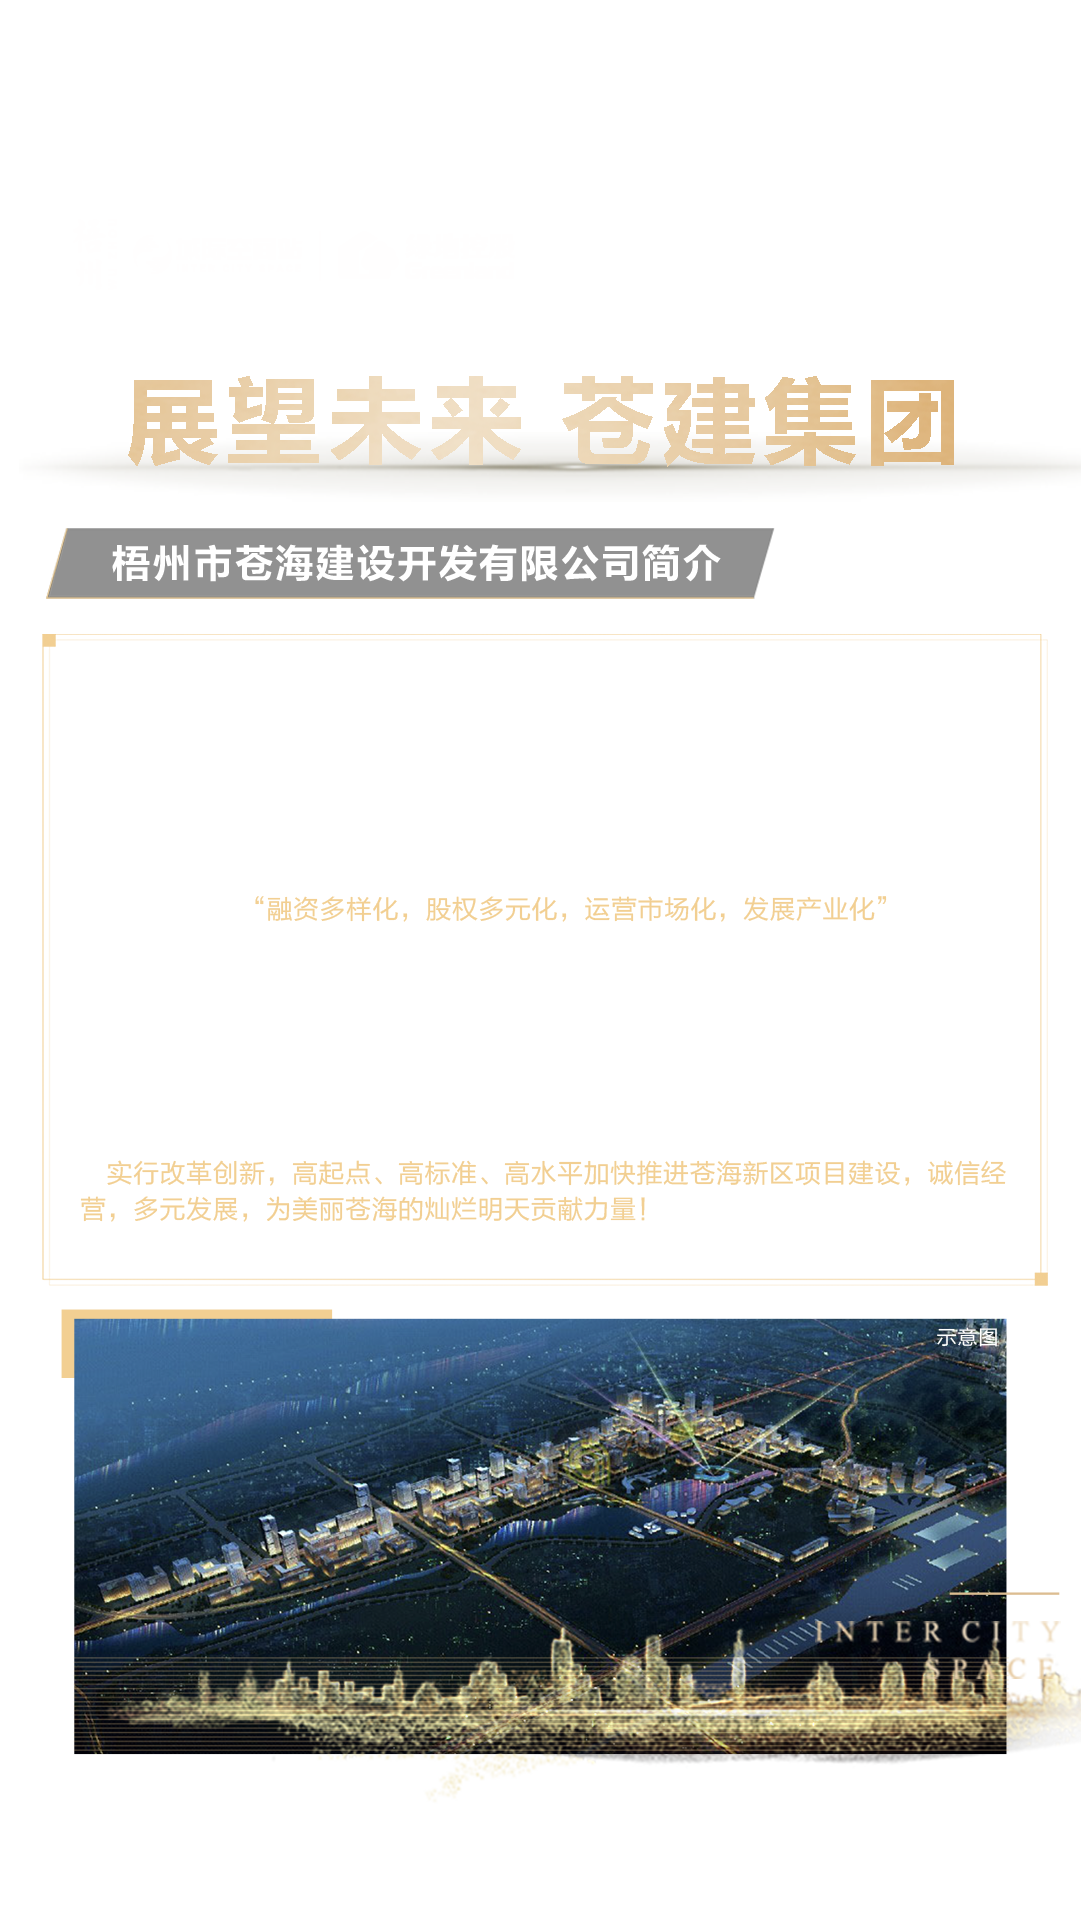 展望未来 苍建集团
梧州市苍海建设开发有限公司简介
“融资多样化，股权多元化，运营市场化，发展产业化”
实行改革创新，高起点、高标准、高水平加快推进苍海新区项目建设，诚信经
营，多元发展，为美丽苍海的灿烂明天贡献力量！
示意图
INTER CITY
SPACE